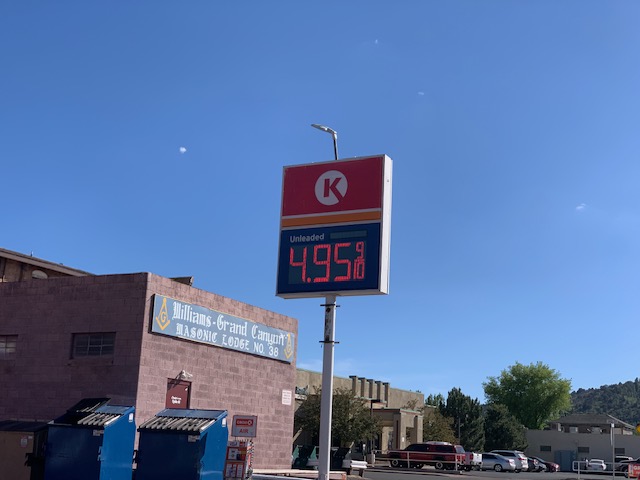 K
Unleaded
4.95 9/10
Williams-Grand Canyon
MASONIC LODGE NO. 38
AIR